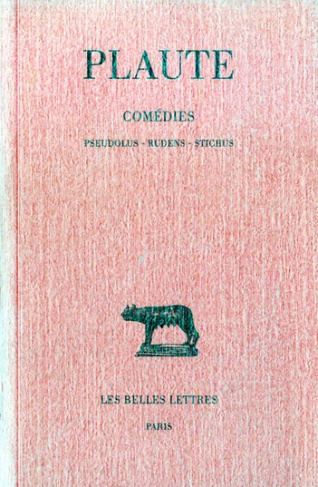 PLAUTE
COMÉDIES
PSEUDOLUS - RUDENS - STICHUS
LES BELLES LETTRES
PARIS